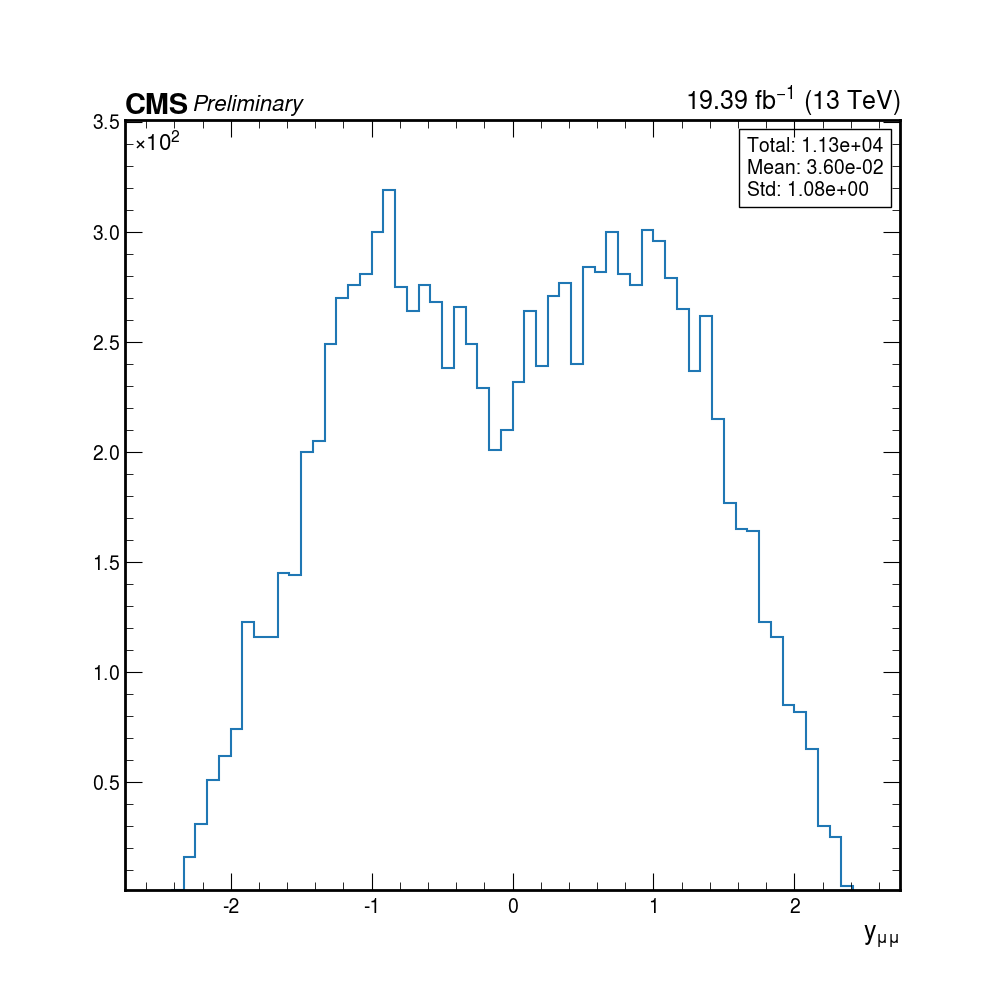 CMS Preliminary 19.39 fb⁻¹ (13 TeV)
×10²
Total: 1.13e+04
Mean: 3.60e-02
Std: 1.08e+00
3.5
3.0
2.5
2.0
1.5
1.0
0.5
-2 -1 0 1 2
y_μμ